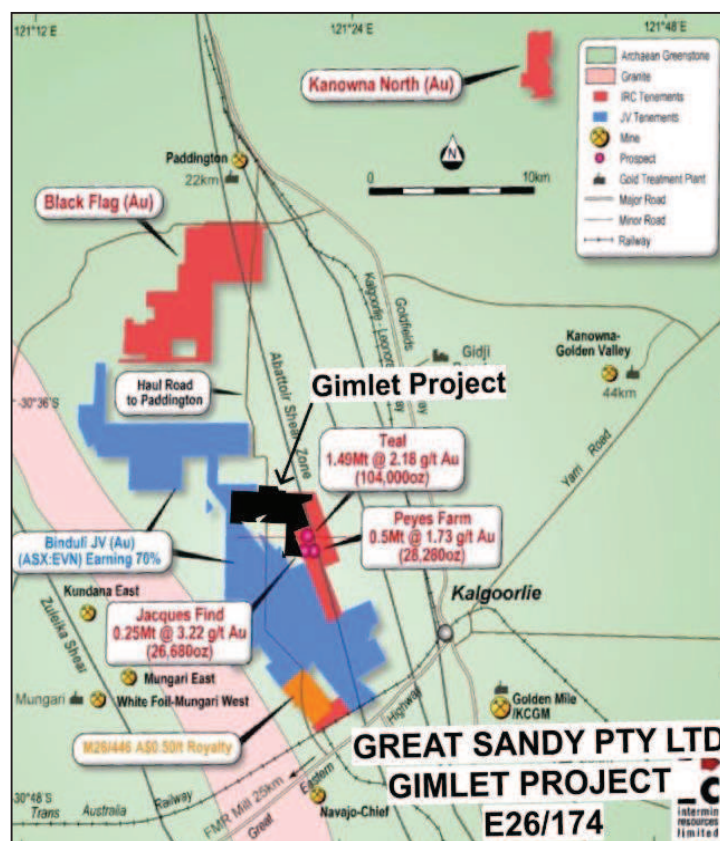 121°12' E
121°24' E
121°48' E
Kanowna North (Au)
Archaean Greenstone
Granite
IRC Tenements
JV Tenements
Mine
Prospect
Gold Treatment Plant
Major Road
Minor Road
Railway
N
0
10km
Paddington
22km
Black Flag (Au)
Haul Road
to Paddington
Abattoir Shear Zone
Goldfields
Gidji
Kanowna-
Golden Valley
44km
Yarri Road
-30°36'S
Gimlet Project
Teal
1.49Mt @ 2.18 g/t Au
(104,000oz)
Peyes Farm
0.5Mt @ 1.73 g/t Au
(28,260oz)
Binduli JV (Au)
(ASX:EVN) Earning 70%
Kundana East
Zuleika Shear
Jacques Find
0.25Mt @ 3.22 g/t Au
(26,680oz)
Kalgoorlie
Mungari East
Mungari
White Foil-Mungari West
Golden Mile
/KCGM
M26/446 A$0.50/t Royalty
-30°48'S
Trans Australia Railway
FMR Mill 25km
Great Eastern Highway
Navajo-Chief
GREAT SANDY PTY LTD
GIMLET PROJECT
E26/174
intermin
resources
limited